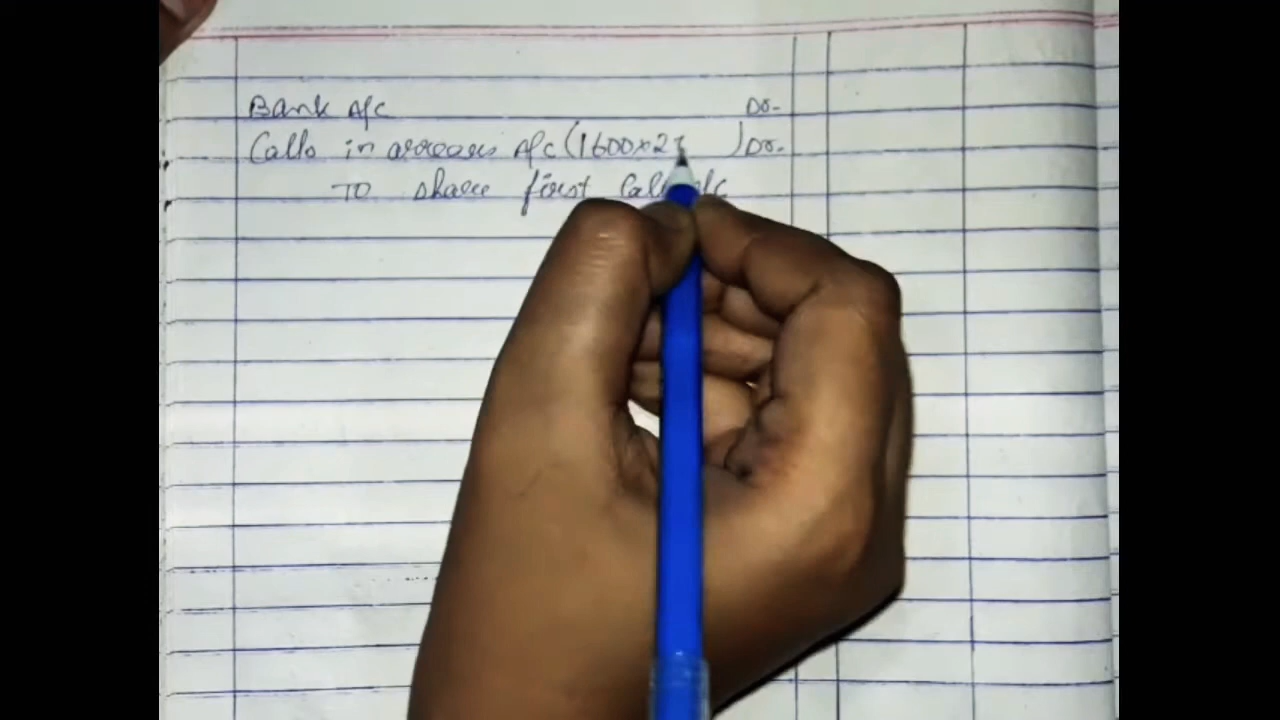 Bank A/c Dr.
Calls in arrears A/c (1600×2 ) Dr.
To share first Call A/c